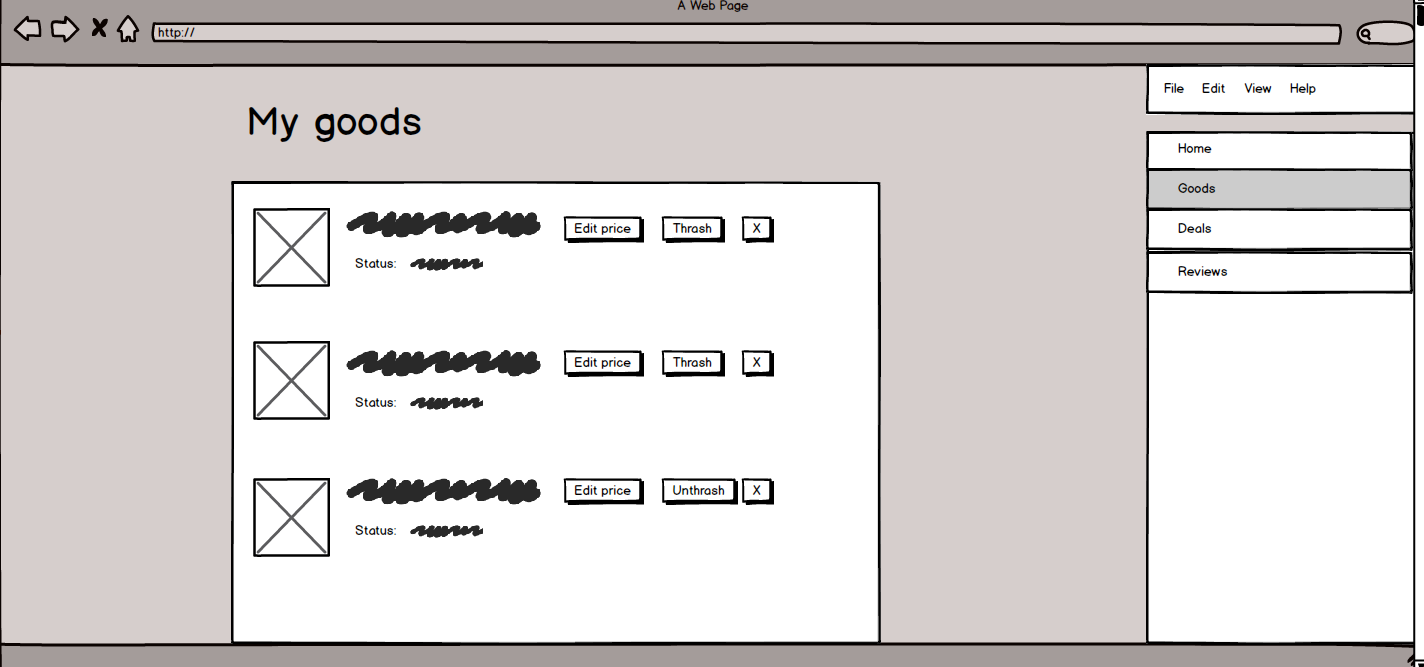 A Web Page
http://
File Edit View Help
My goods
Home
Goods
Deals
Reviews
Edit price Thrash X
Status:
Edit price Thrash X
Status:
Edit price Unthrash X
Status: